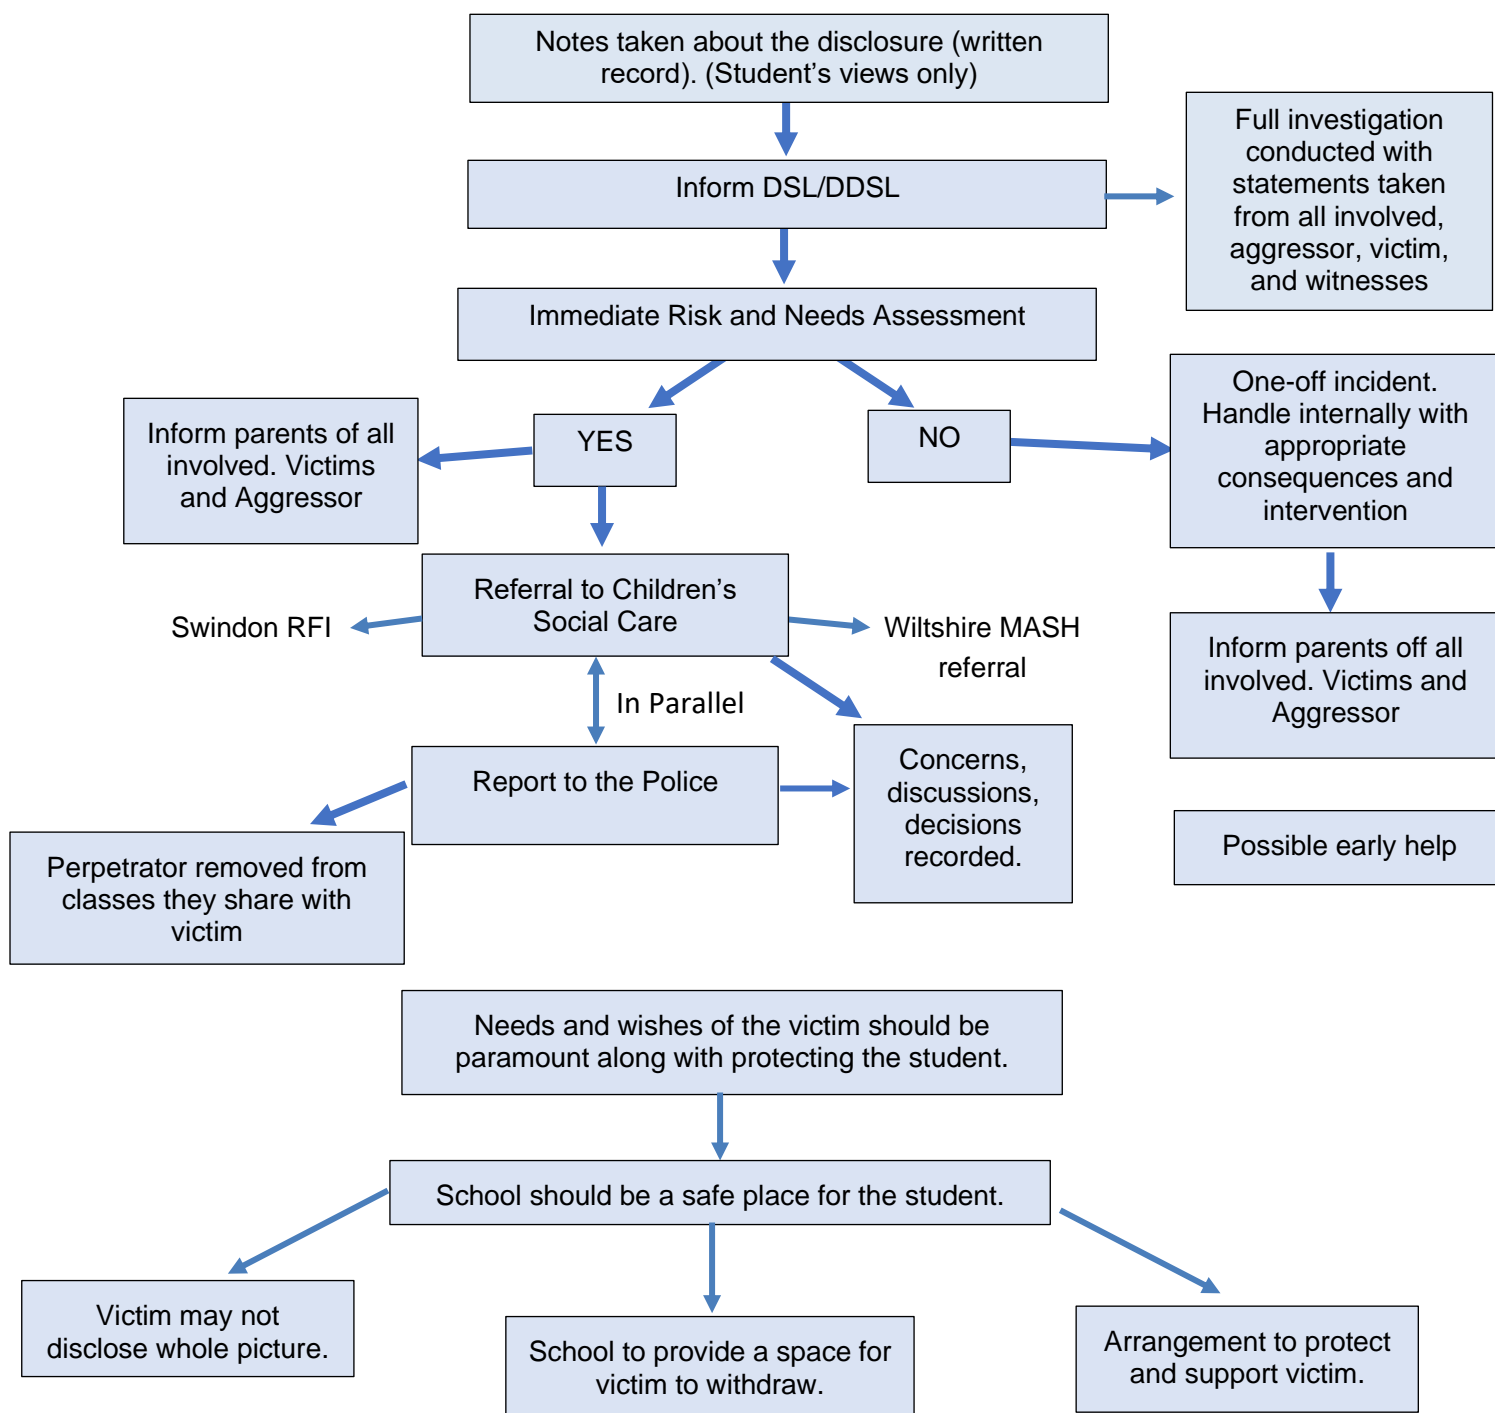 Notes taken about the disclosure (written
record). (Student’s views only)
Full investigation
conducted with
statements taken
from all involved,
aggressor, victim,
and witnesses
Inform DSL/DDSL
Immediate Risk and Needs Assessment
Inform parents of all
involved. Victims
and Aggressor
YES
NO
One-off incident.
Handle internally with
appropriate
consequences and
intervention
Referral to Children’s
Social Care
Swindon RFI
Wiltshire MASH
referral
Inform parents off all
involved. Victims and
Aggressor
In Parallel
Report to the Police
Concerns,
discussions,
decisions
recorded.
Possible early help
Perpetrator removed from
classes they share with
victim
Needs and wishes of the victim should be
paramount along with protecting the student.
School should be a safe place for the student.
Victim may not
disclose whole picture.
School to provide a space for
victim to withdraw.
Arrangement to protect
and support victim.